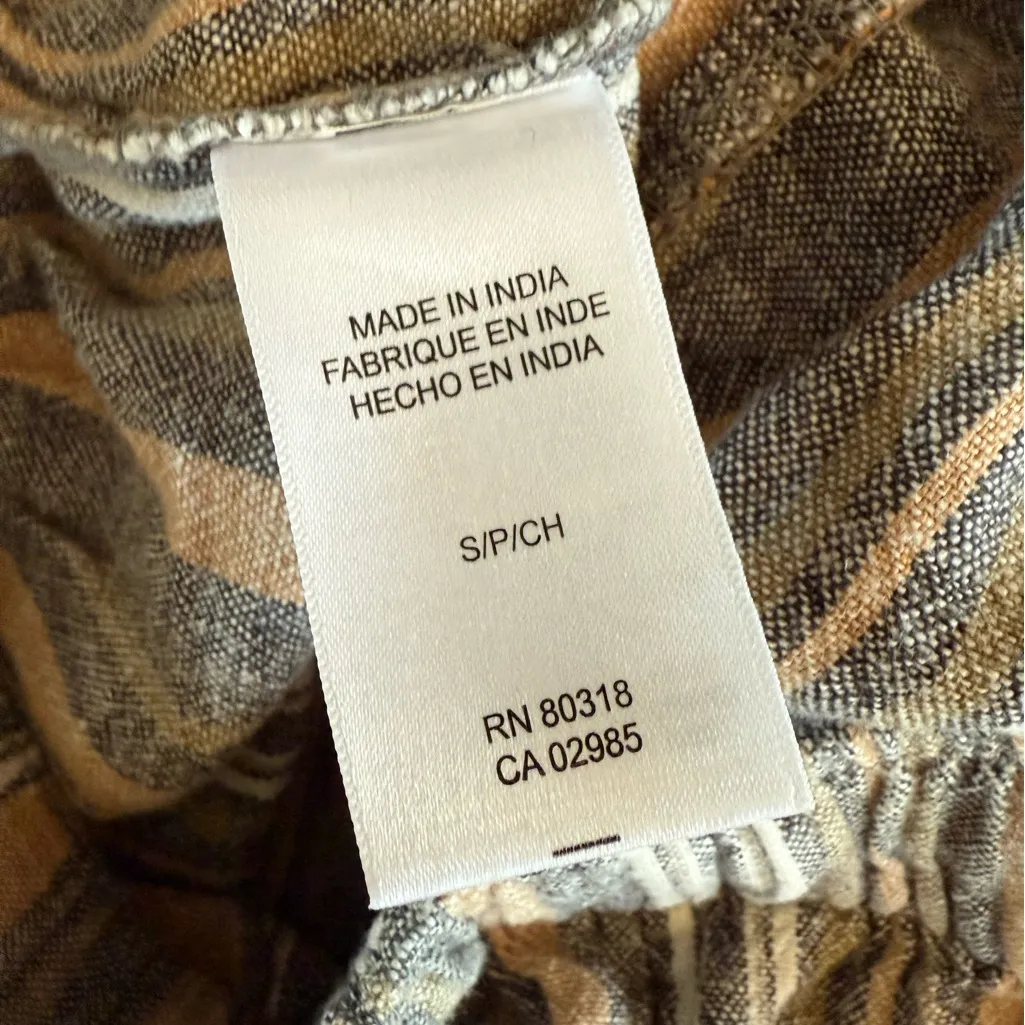 MADE IN INDIA
FABRIQUE EN INDE
HECHO EN INDIA
S/P/CH
RN 80318
CA 02985